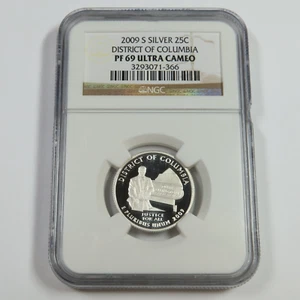 2009 S SILVER 25C
DISTRICT OF COLUMBIA
PF 69 ULTRA CAMEO
3293071-366
NGC
DISTRICT OF COLUMBIA
JUSTICE
FOR ALL
E PLURIBUS UNUM 2009